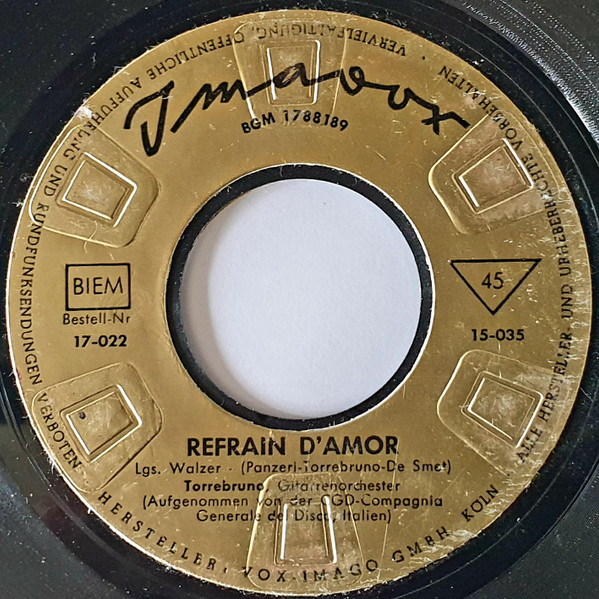 Imavox
BGM 1788189
BIEM
Bestell-Nr
17-022
45
15-035
REFRAIN D'AMOR
Lgs. Walzer - (Panzeri-Torrebruno-De Smet)
Torrebruno, Gitarrenorchester
(Aufgenommen von der CGD-Compagnia
Generale del Disco, Italien)
HERSTELLER: VOX-IMAGO GMBH KÖLN · ALLE HERSTELLER- UND URHEBERRECHTE VORBEHALTEN · VERVIELFÄLTIGUNG, ÖFFENTLICHE AUFFÜHRUNG UND RUNDFUNKSENDUNGEN VERBOTEN ·